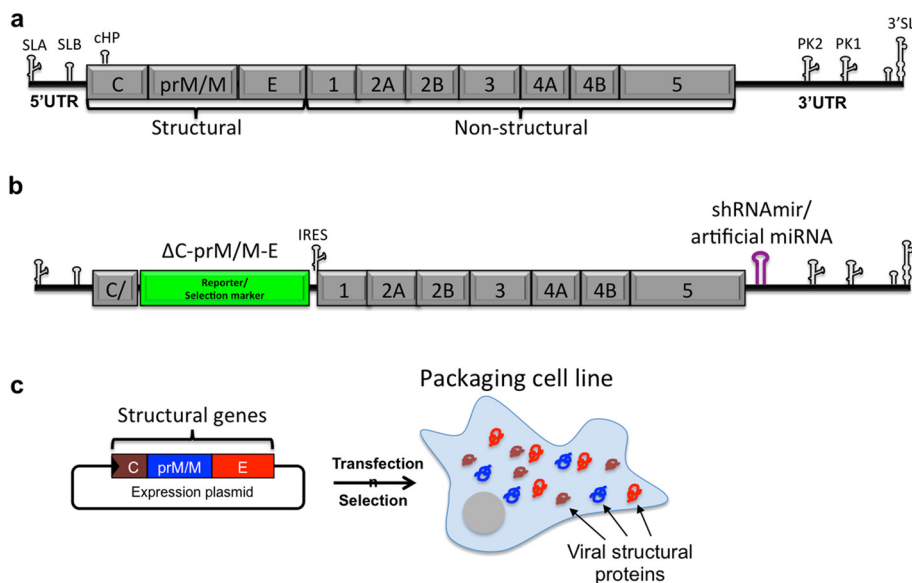 a
SLA SLB cHP PK2 PK1 3'SL
C prM/M E 1 2A 2B 3 4A 4B 5
5'UTR 3'UTR
Structural Non-structural
b
shRNAmir/
artificial miRNA
ΔC-prM/M-E IRES
C/ Reporter/
Selection marker
1 2A 2B 3 4A 4B 5
c
Packaging cell line
Structural genes
C prM/M E
Expression plasmid
Transfection
n
Selection
Viral structural
proteins